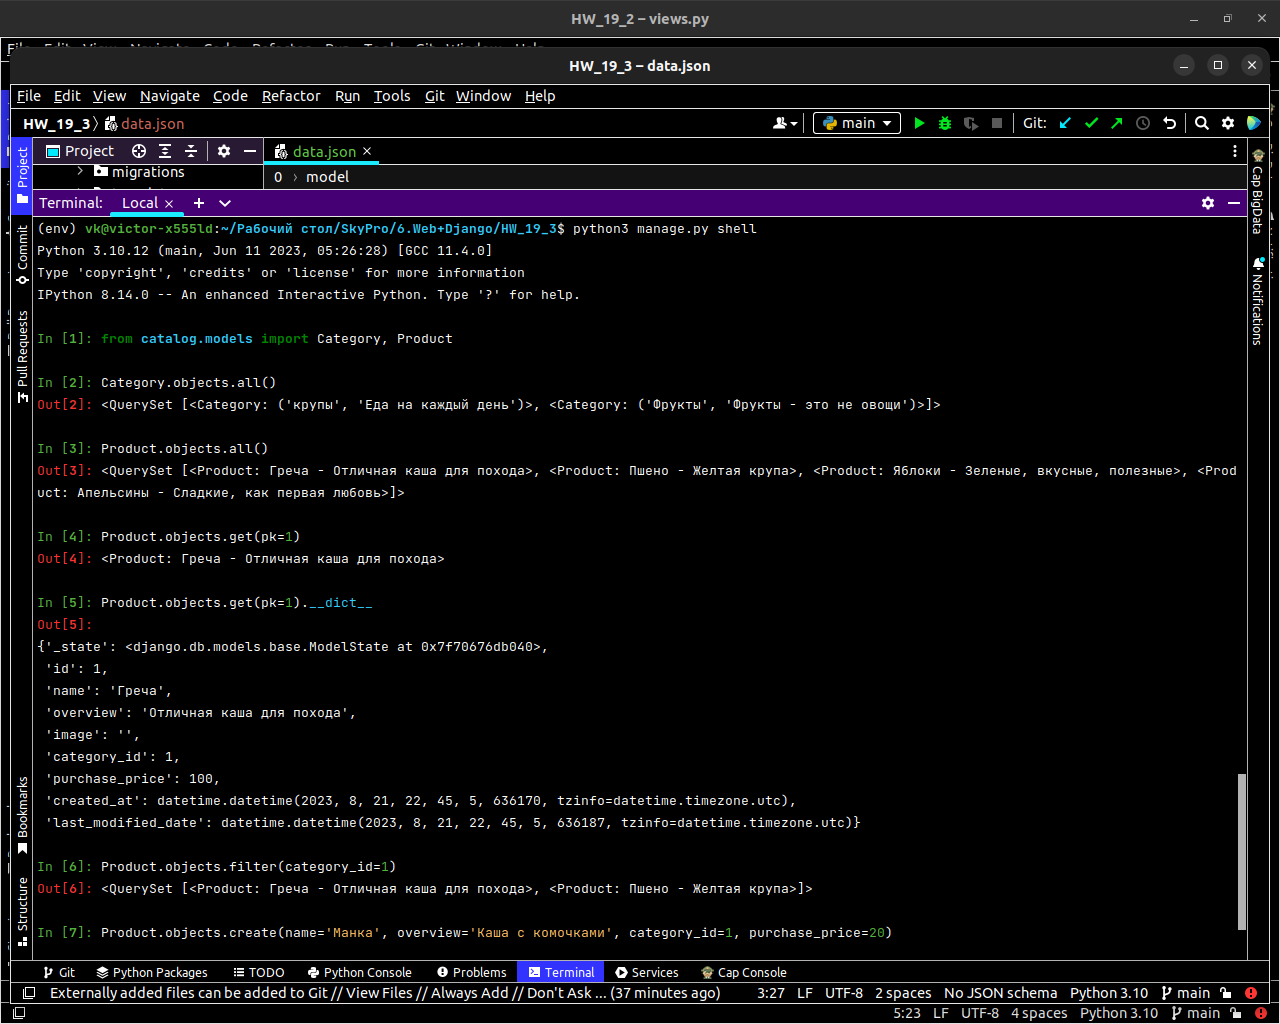 HW_19_2 – views.py
HW_19_3 – data.json
File Edit View Navigate Code Refactor Run Tools Git Window Help
HW_19_3 〉 data.json
main
Git:
Project
data.json ×
migrations
0 › model
Terminal: Local × +
(env) vk@victor-x555ld:~/Рабочий стол/SkyPro/6.Web+Django/HW_19_3$ python3 manage.py shell
Python 3.10.12 (main, Jun 11 2023, 05:26:28) [GCC 11.4.0]
Type 'copyright', 'credits' or 'license' for more information
IPython 8.14.0 -- An enhanced Interactive Python. Type '?' for help.
In [1]: from catalog.models import Category, Product
In [2]: Category.objects.all()
Out[2]: <QuerySet [<Category: ('крупы', 'Еда на каждый день')>, <Category: ('Фрукты', 'Фрукты - это не овощи')>]>
In [3]: Product.objects.all()
Out[3]: <QuerySet [<Product: Греча - Отличная каша для похода>, <Product: Пшено - Желтая крупа>, <Product: Яблоки - Зеленые, вкусные, полезные>, <Prod
uct: Апельсины - Сладкие, как первая любовь>]>
In [4]: Product.objects.get(pk=1)
Out[4]: <Product: Греча - Отличная каша для похода>
In [5]: Product.objects.get(pk=1).__dict__
Out[5]:
{'_state': <django.db.models.base.ModelState at 0x7f70676db040>,
'id': 1,
'name': 'Греча',
'overview': 'Отличная каша для похода',
'image': '',
'category_id': 1,
'purchase_price': 100,
'created_at': datetime.datetime(2023, 8, 21, 22, 45, 5, 636170, tzinfo=datetime.timezone.utc),
'last_modified_date': datetime.datetime(2023, 8, 21, 22, 45, 5, 636187, tzinfo=datetime.timezone.utc)}
In [6]: Product.objects.filter(category_id=1)
Out[6]: <QuerySet [<Product: Греча - Отличная каша для похода>, <Product: Пшено - Желтая крупа>]>
In [7]: Product.objects.create(name='Манка', overview='Каша с комочками', category_id=1, purchase_price=20)
Project
Commit
Pull Requests
Bookmarks
Structure
Cap BigData
Notifications
Git Python Packages TODO Python Console Problems Terminal Services Cap Console
Externally added files can be added to Git // View Files // Always Add // Don't Ask ... (37 minutes ago) 3:27 LF UTF-8 2 spaces No JSON schema Python 3.10 main
5:23 LF UTF-8 4 spaces Python 3.10 main